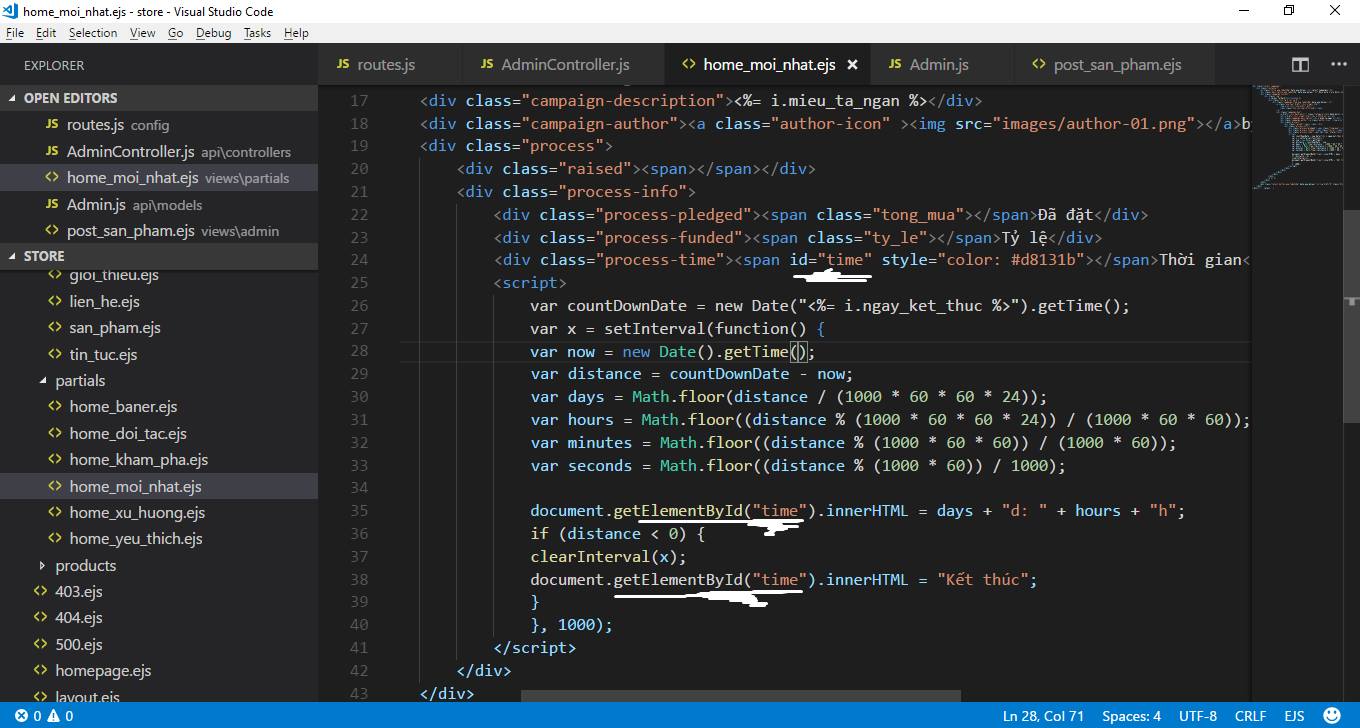 home_moi_nhat.ejs - store - Visual Studio Code
File Edit Selection View Go Debug Tasks Help
EXPLORER
OPEN EDITORS
JS routes.js config
JS AdminController.js api\controllers
<> home_moi_nhat.ejs views\partials
JS Admin.js api\models
<> post_san_pham.ejs views\admin
STORE
<> gioi_thieu.ejs
<> lien_he.ejs
<> san_pham.ejs
<> tin_tuc.ejs
partials
<> home_baner.ejs
<> home_doi_tac.ejs
<> home_kham_pha.ejs
<> home_moi_nhat.ejs
<> home_xu_huong.ejs
<> home_yeu_thich.ejs
products
<> 403.ejs
<> 404.ejs
<> 500.ejs
<> homepage.ejs
<> layout.ejs
JS routes.js JS AdminController.js <> home_moi_nhat.ejs JS Admin.js <> post_san_pham.ejs
17 <div class="campaign-description"><%= i.mieu_ta_ngan %></div>
18 <div class="campaign-author"><a class="author-icon" ><img src="images/author-01.png"></a>by
19 <div class="process">
20 <div class="raised"><span></span></div>
21 <div class="process-info">
22 <div class="process-pledged"><span class="tong_mua"></span>Đã đặt</div>
23 <div class="process-funded"><span class="ty_le"></span>Tỷ lệ</div>
24 <div class="process-time"><span id="time" style="color: #d8131b"></span>Thời gian<
25 <script>
26 var countDownDate = new Date("<%= i.ngay_ket_thuc %>").getTime();
27 var x = setInterval(function() {
28 var now = new Date().getTime();
29 var distance = countDownDate - now;
30 var days = Math.floor(distance / (1000 * 60 * 60 * 24));
31 var hours = Math.floor((distance % (1000 * 60 * 60 * 24)) / (1000 * 60 * 60));
32 var minutes = Math.floor((distance % (1000 * 60 * 60)) / (1000 * 60));
33 var seconds = Math.floor((distance % (1000 * 60)) / 1000);
34
35 document.getElementById("time").innerHTML = days + "d: " + hours + "h";
36 if (distance < 0) {
37 clearInterval(x);
38 document.getElementById("time").innerHTML = "Kết thúc";
39 }
40 }, 1000);
41 </script>
42 </div>
43 </div>
0 0 Ln 28, Col 71 Spaces: 4 UTF-8 CRLF EJS